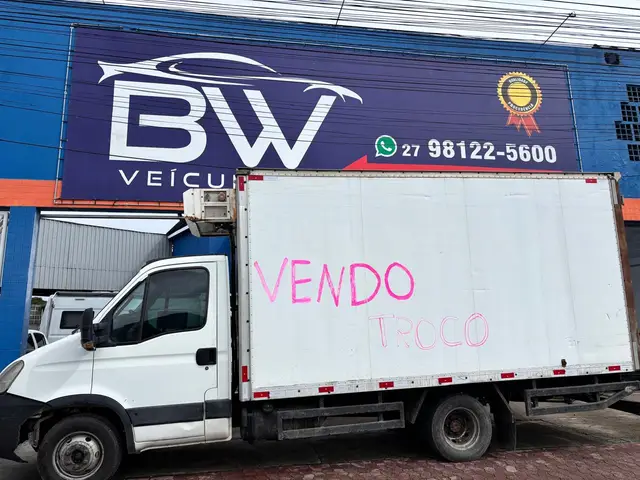 BW
VEÍCU
27 98122-5600
VENDO
TROCO